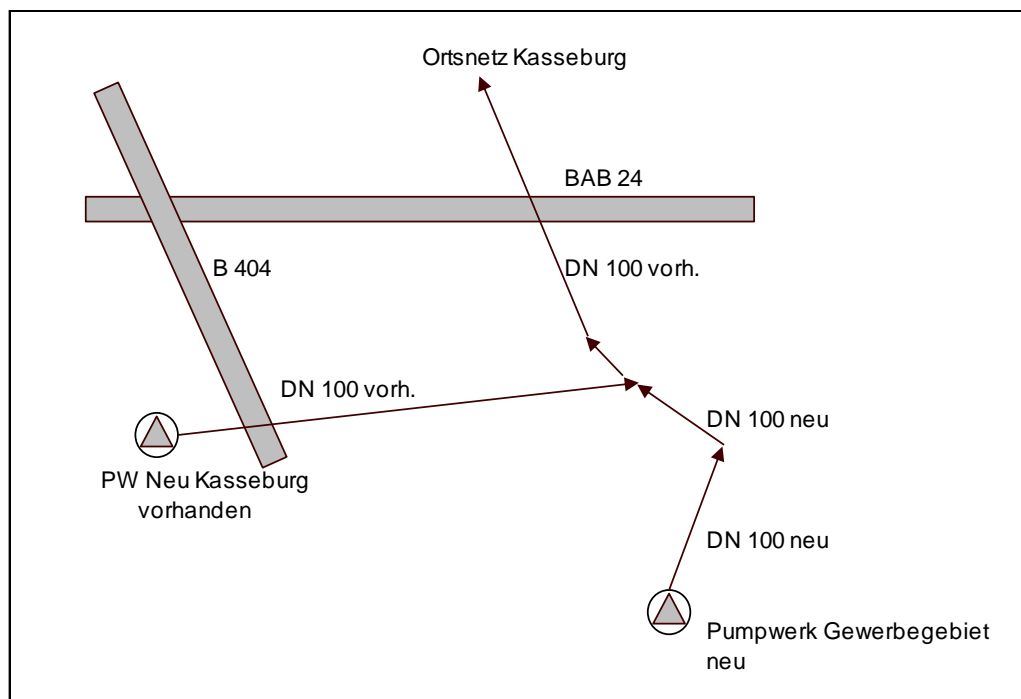 Ortsnetz Kasseburg
BAB 24
B 404
DN 100 vorh.
DN 100 vorh.
DN 100 neu
PW Neu Kasseburg
vorhanden
DN 100 neu
Pumpwerk Gewerbegebiet
neu